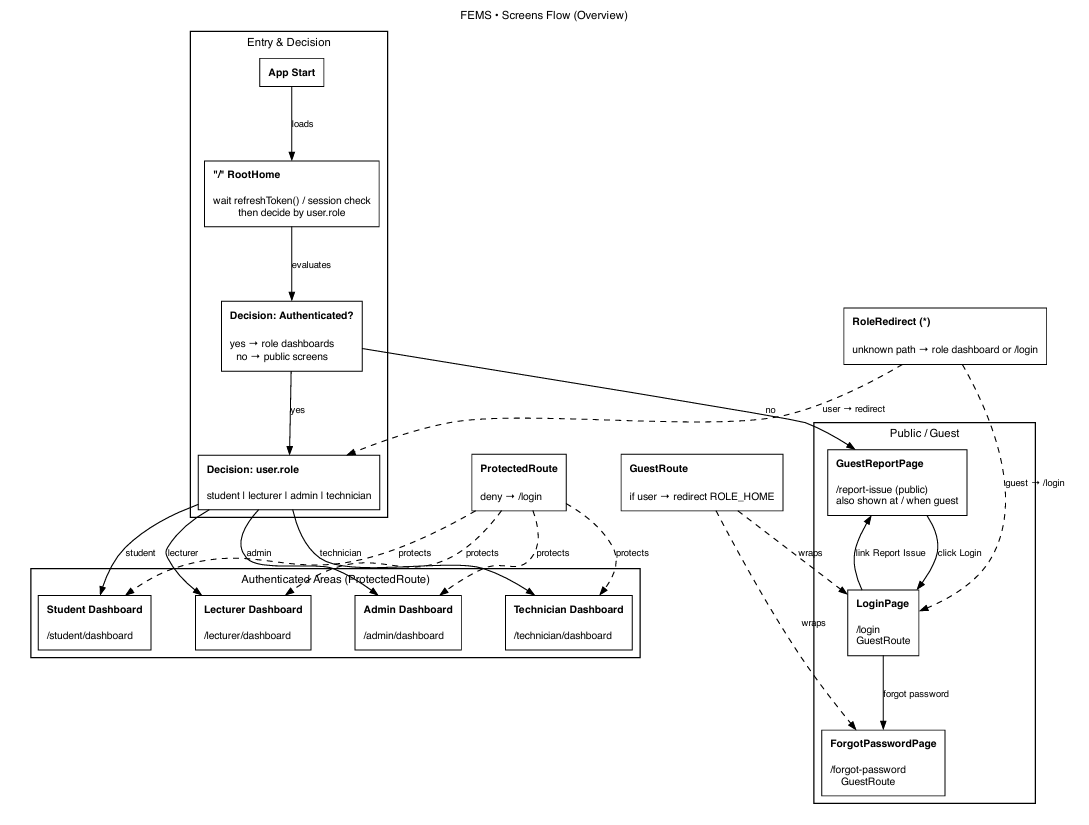 FEMS • Screens Flow (Overview)
Entry & Decision
App Start
loads
"/" RootHome
wait refreshToken() / session check
then decide by user.role
evaluates
Decision: Authenticated?
yes → role dashboards
no → public screens
yes
no
RoleRedirect (*)
unknown path → role dashboard or /login
user → redirect
guest → /login
Decision: user.role
student | lecturer | admin | technician
ProtectedRoute
deny → /login
GuestRoute
if user → redirect ROLE_HOME
Public / Guest
GuestReportPage
/report-issue (public)
also shown at / when guest
student
lecturer
admin
technician
protects
protects
protects
protects
wraps
link Report Issue
click Login
Authenticated Areas (ProtectedRoute)
Student Dashboard
/student/dashboard
Lecturer Dashboard
/lecturer/dashboard
Admin Dashboard
/admin/dashboard
Technician Dashboard
/technician/dashboard
LoginPage
/login
GuestRoute
wraps
forgot password
ForgotPasswordPage
/forgot-password
GuestRoute